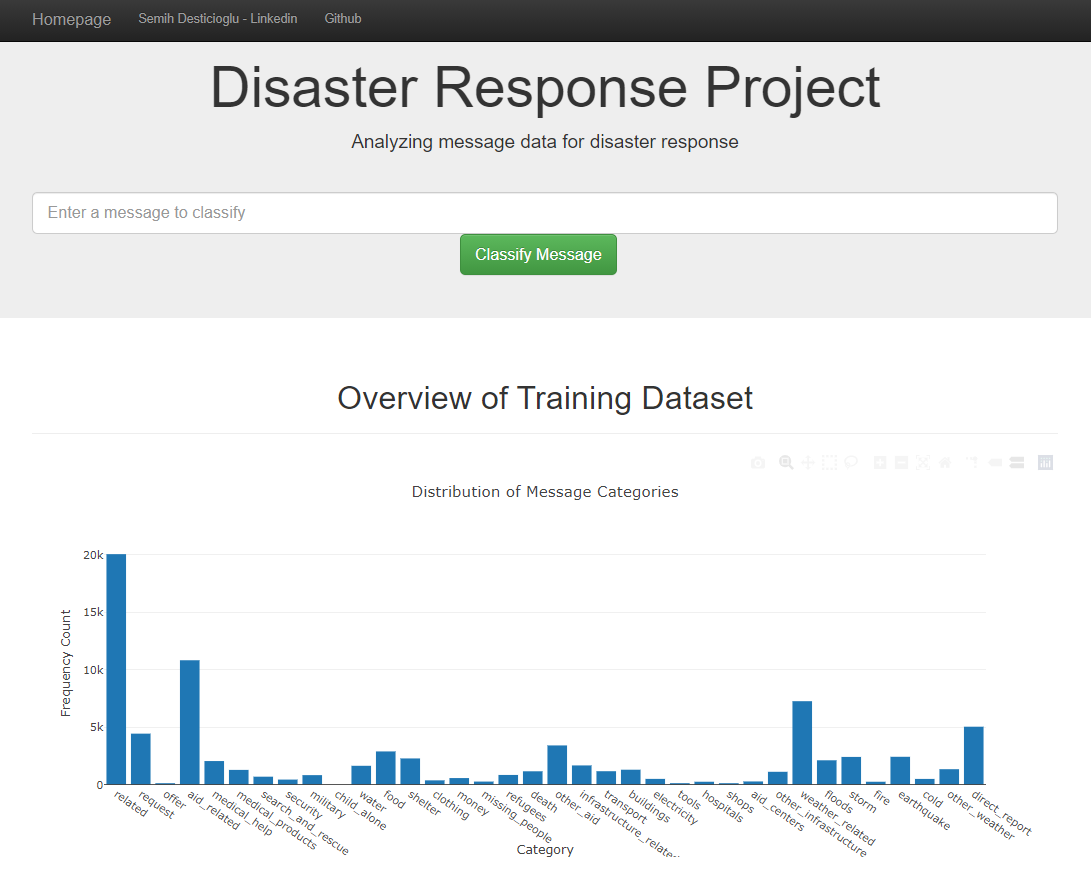 Homepage Semih Desticioglu - Linkedin Github
Disaster Response Project
Analyzing message data for disaster response
Enter a message to classify
Classify Message
Overview of Training Dataset
Distribution of Message Categories
Frequency Count
20k
15k
10k
5k
0
related
request
offer
aid_related
medical_help
medical_products
search_and_rescue
security
military
child_alone
water
food
shelter
clothing
money
missing_people
refugees
death
other_aid
infrastructure_relate
transport
buildings
electricity
tools
hospitals
shops
aid_centers
other_infrastructure
weather_related
floods
storm
fire
earthquake
cold
other_weather
direct_report
Category